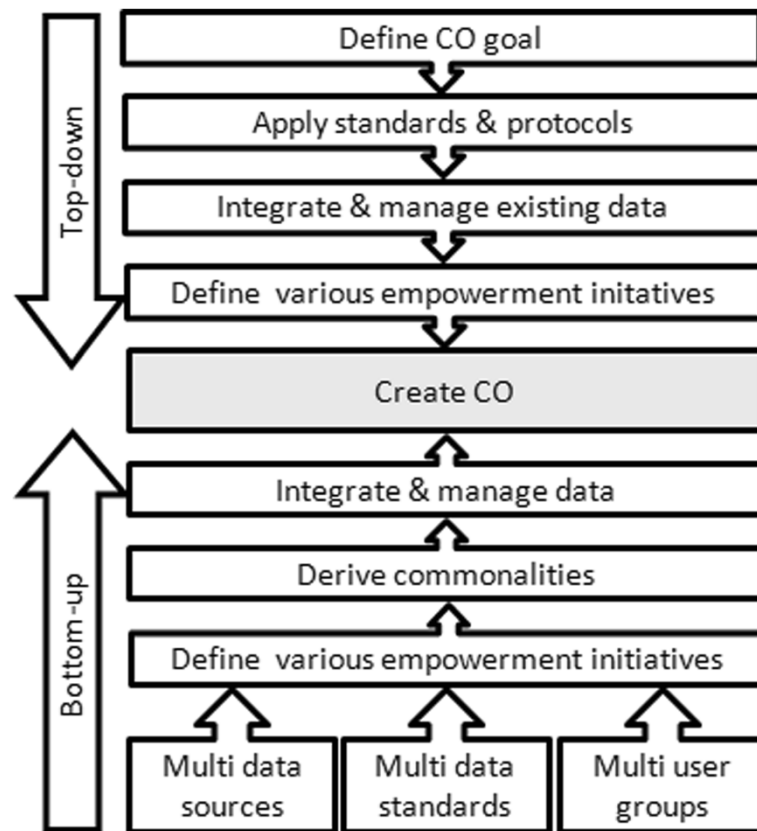 Top-down
Define CO goal
Apply standards & protocols
Integrate & manage existing data
Define various empowerment initatives
Create CO
Bottom-up
Integrate & manage data
Derive commonalities
Define various empowerment initiatives
Multi data
sources
Multi data
standards
Multi user
groups